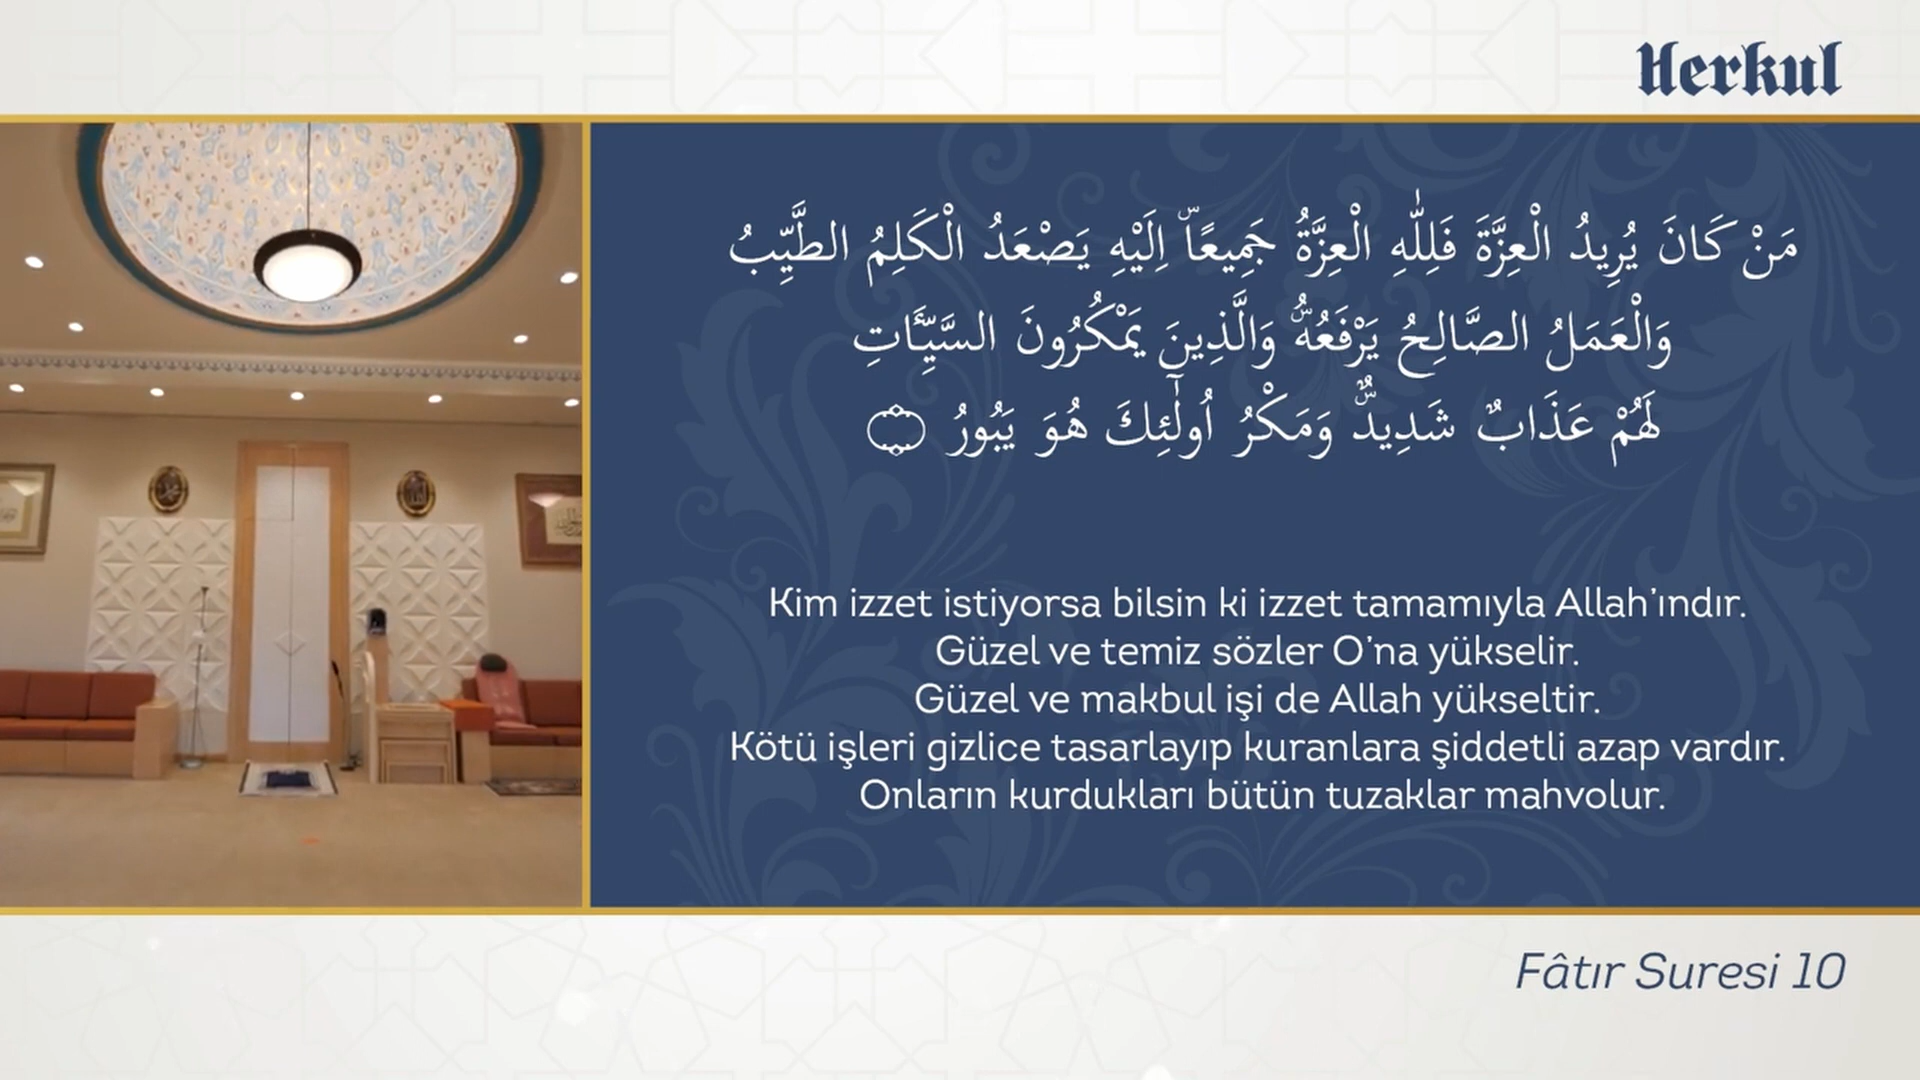 Herkul
مَنْ كَانَ يُرِيدُ الْعِزَّةَ فَلِلّٰهِ الْعِزَّةُ جَمِيعًاۜ اِلَيْهِ يَصْعَدُ الْكَلِمُ الطَّيِّبُ
وَالْعَمَلُ الصَّالِحُ يَرْفَعُهُۜ وَالَّذِينَ يَمْكُرُونَ السَّيِّـَٔاتِ
لَهُمْ عَذَابٌ شَدِيدٌۜ وَمَكْرُ اُولٰٓئِكَ هُوَ يَبُورُ ۝
Kim izzet istiyorsa bilsin ki izzet tamamıyla Allah’ındır.
Güzel ve temiz sözler O’na yükselir.
Güzel ve makbul işi de Allah yükseltir.
Kötü işleri gizlice tasarlayıp kuranlara şiddetli azap vardır.
Onların kurdukları bütün tuzaklar mahvolur.
Fâtır Suresi 10